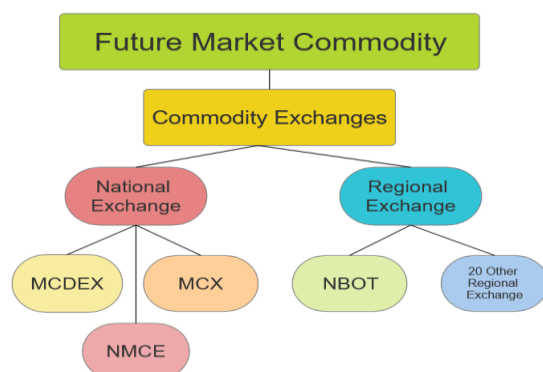 Future Market Commodity
Commodity Exchanges
National
Exchange
Regional
Exchange
MCDEX
MCX
NMCE
NBOT
20 Other
Regional
Exchange